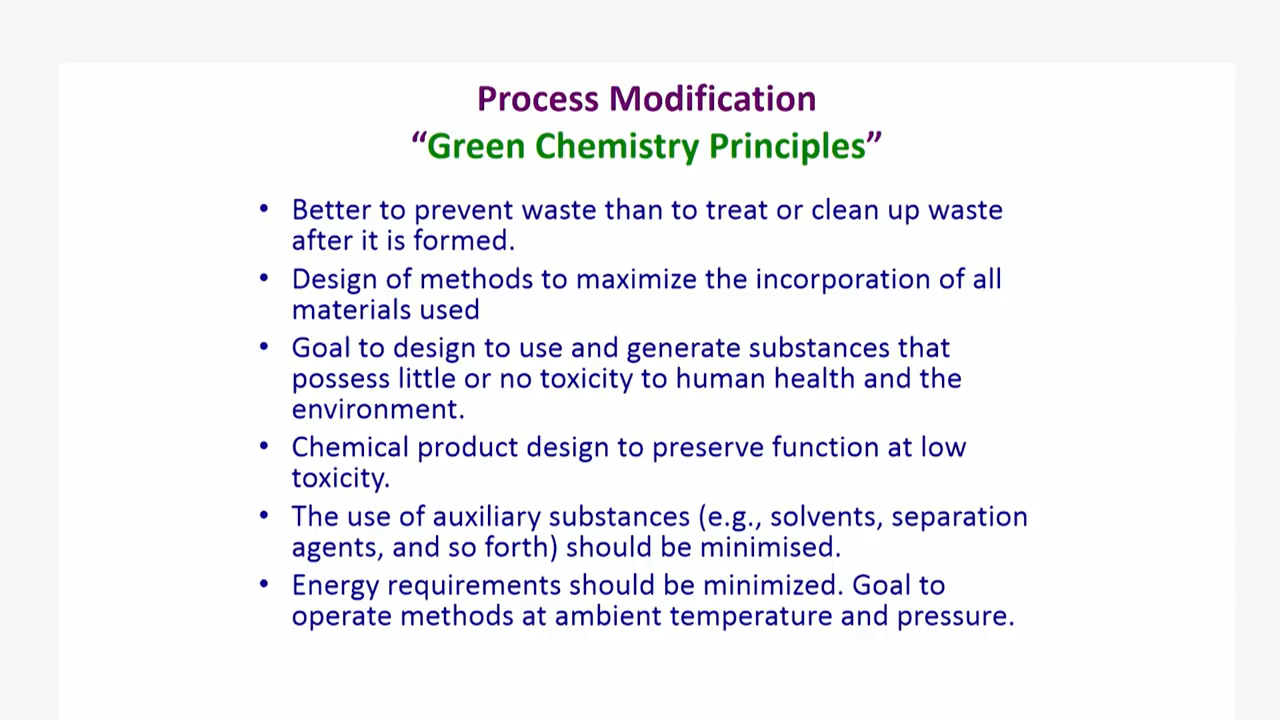 Process Modification
“Green Chemistry Principles”
• Better to prevent waste than to treat or clean up waste
after it is formed.
• Design of methods to maximize the incorporation of all
materials used
• Goal to design to use and generate substances that
possess little or no toxicity to human health and the
environment.
• Chemical product design to preserve function at low
toxicity.
• The use of auxiliary substances (e.g., solvents, separation
agents, and so forth) should be minimised.
• Energy requirements should be minimized. Goal to
operate methods at ambient temperature and pressure.